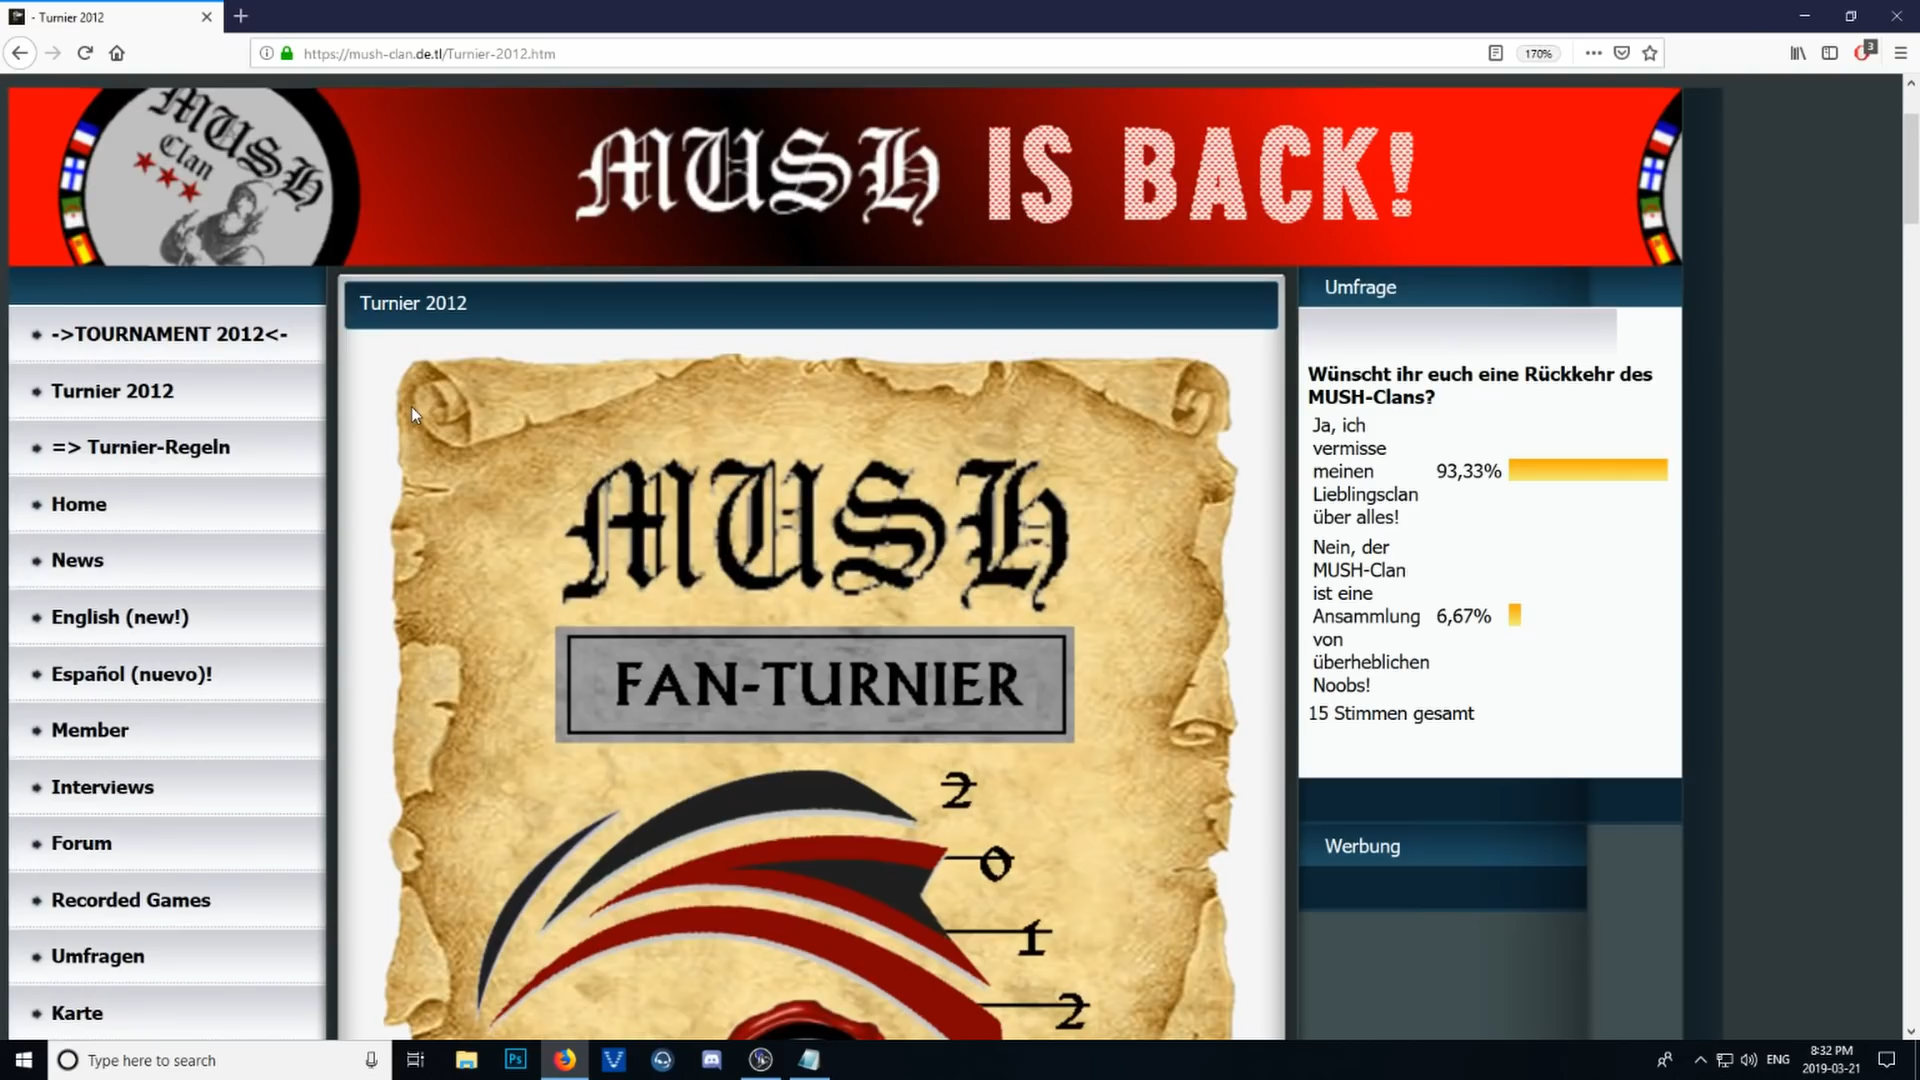 - Turnier 2012
https://mush-clan.de.tl/Turnier-2012.htm
170%
3
MUSH
Clan
MUSH IS BACK!
->TOURNAMENT 2012<-
Turnier 2012
=> Turnier-Regeln
Home
News
English (new!)
Español (nuevo)!
Member
Interviews
Forum
Recorded Games
Umfragen
Karte
Turnier 2012
MUSH
FAN-TURNIER
2
0
1
2
Umfrage
Wünscht ihr euch eine Rückkehr des
MUSH-Clans?
Ja, ich
vermisse
meinen
Lieblingsclan
über alles!
93,33%
Nein, der
MUSH-Clan
ist eine
Ansammlung
von
überheblichen
Noobs!
6,67%
15 Stimmen gesamt
Werbung
Type here to search
Ps
ENG
8:32 PM
2019-03-21